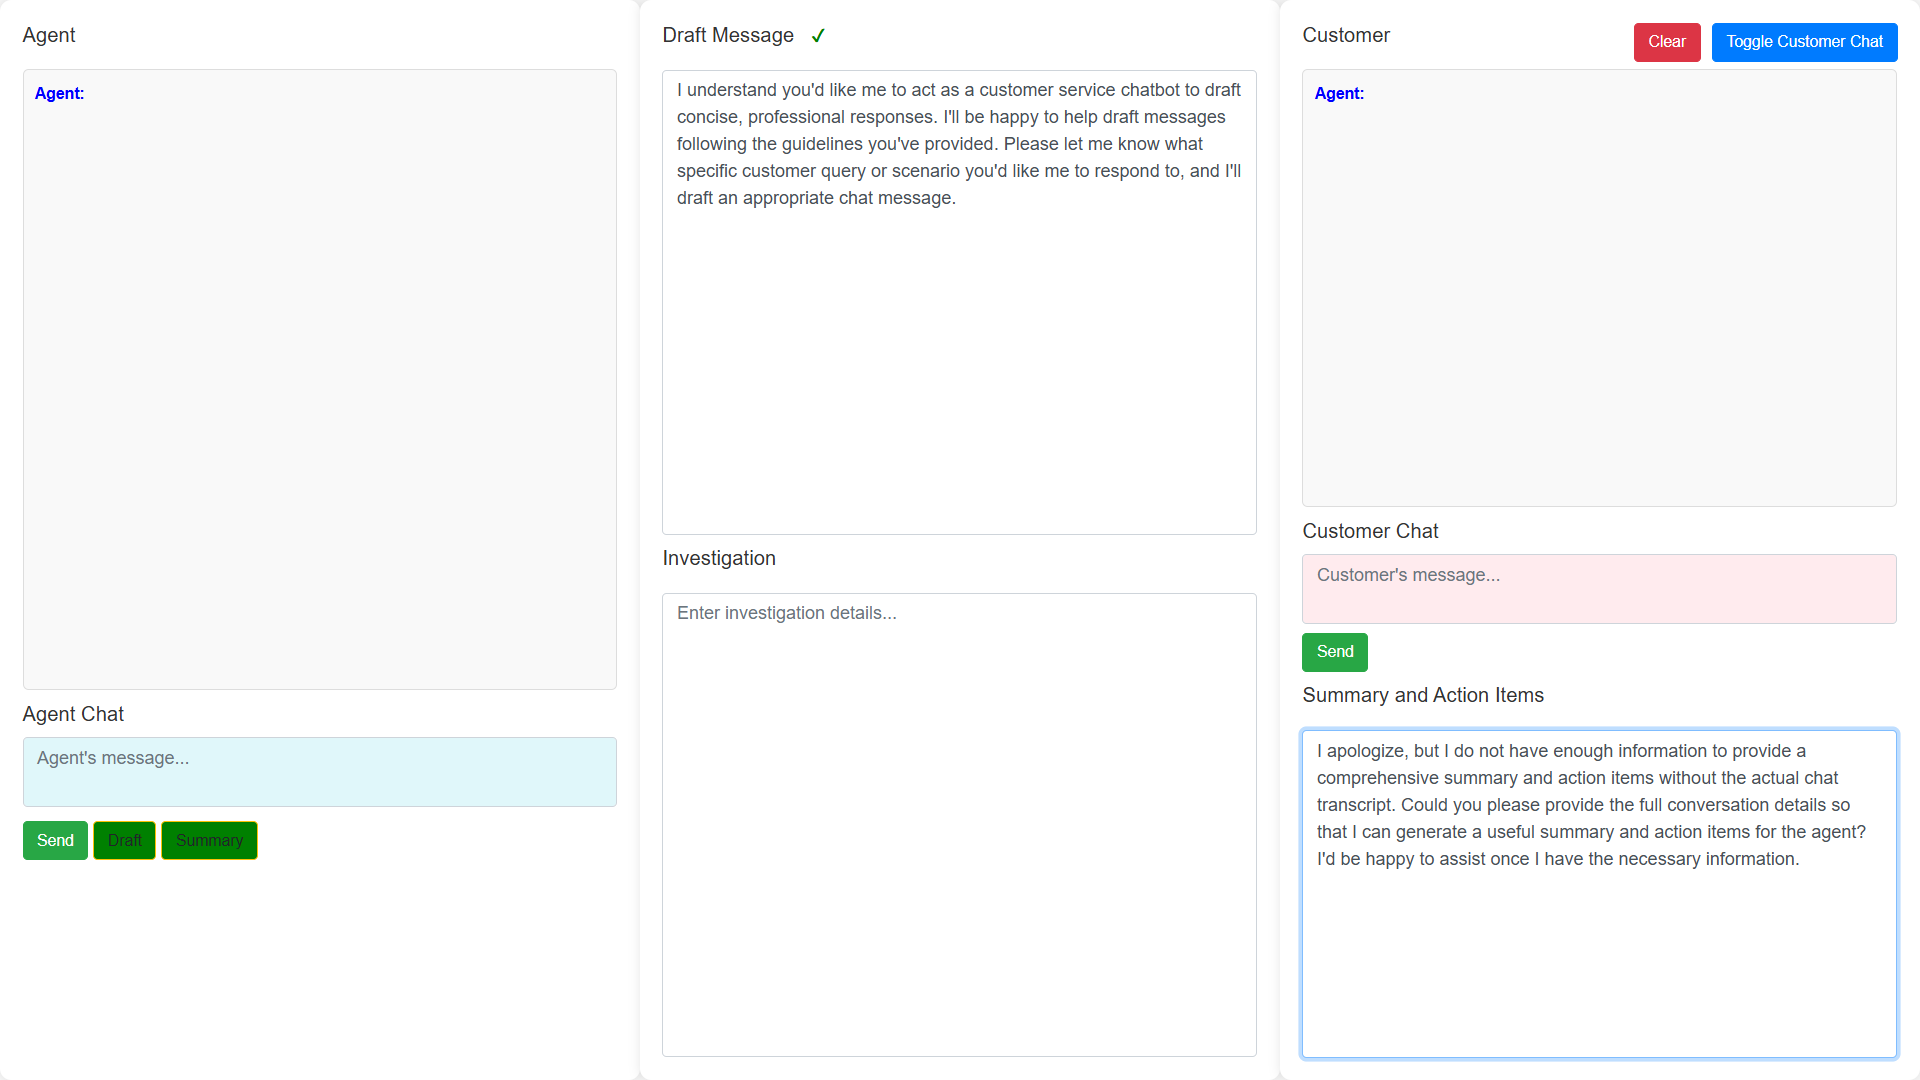 Agent
Agent:
Agent Chat
Agent's message...
Send
Draft
Summary
Draft Message ✓
I understand you'd like me to act as a customer service chatbot to draft
concise, professional responses. I'll be happy to help draft messages
following the guidelines you've provided. Please let me know what
specific customer query or scenario you'd like me to respond to, and I'll
draft an appropriate chat message.
Investigation
Enter investigation details...
Customer
Clear
Toggle Customer Chat
Agent:
Customer Chat
Customer's message...
Send
Summary and Action Items
I apologize, but I do not have enough information to provide a
comprehensive summary and action items without the actual chat
transcript. Could you please provide the full conversation details so
that I can generate a useful summary and action items for the agent?
I'd be happy to assist once I have the necessary information.